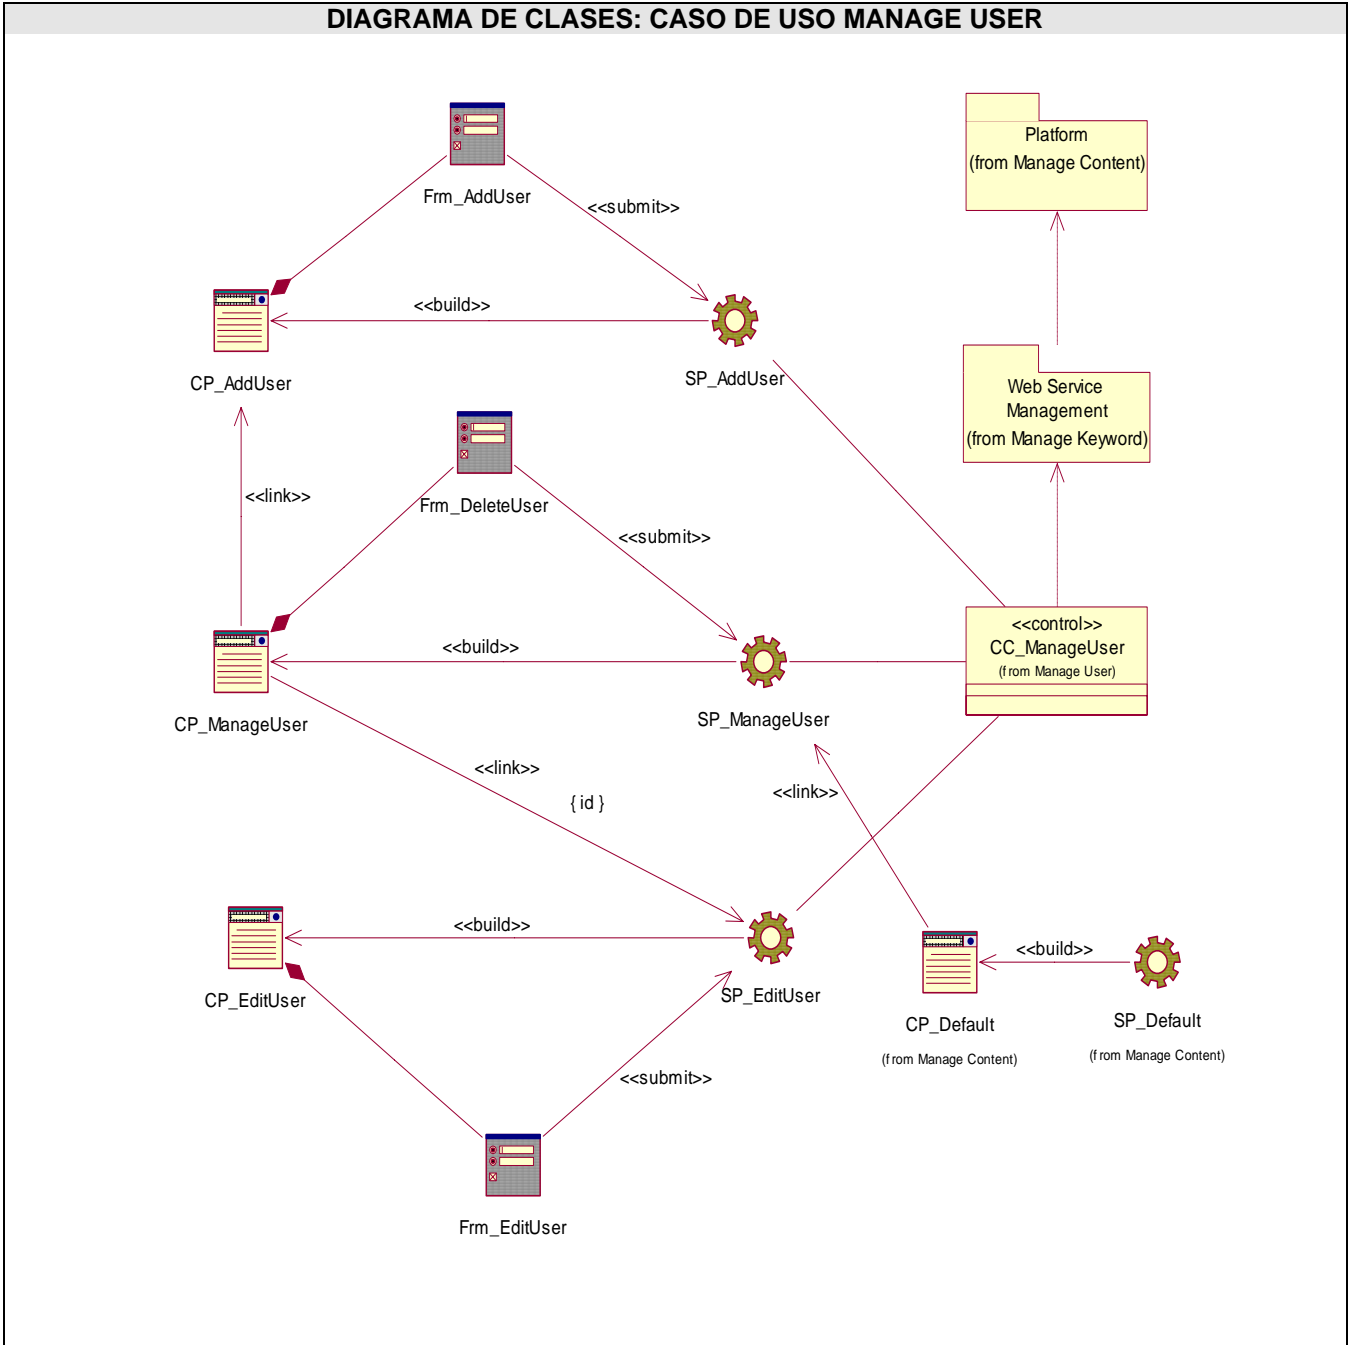 DIAGRAMA DE CLASES: CASO DE USO MANAGE USER
Platform
(from Manage Content)
Frm_AddUser
<<submit>>
<<build>>
CP_AddUser
SP_AddUser
Web Service
Management
(from Manage Keyword)
<<link>>
Frm_DeleteUser
<<submit>>
<<control>>
CC_ManageUser
(from Manage User)
<<build>>
CP_ManageUser
SP_ManageUser
<<link>>
{ id }
<<link>>
<<build>>
CP_EditUser
SP_EditUser
<<build>>
CP_Default
(from Manage Content)
SP_Default
(from Manage Content)
<<submit>>
Frm_EditUser